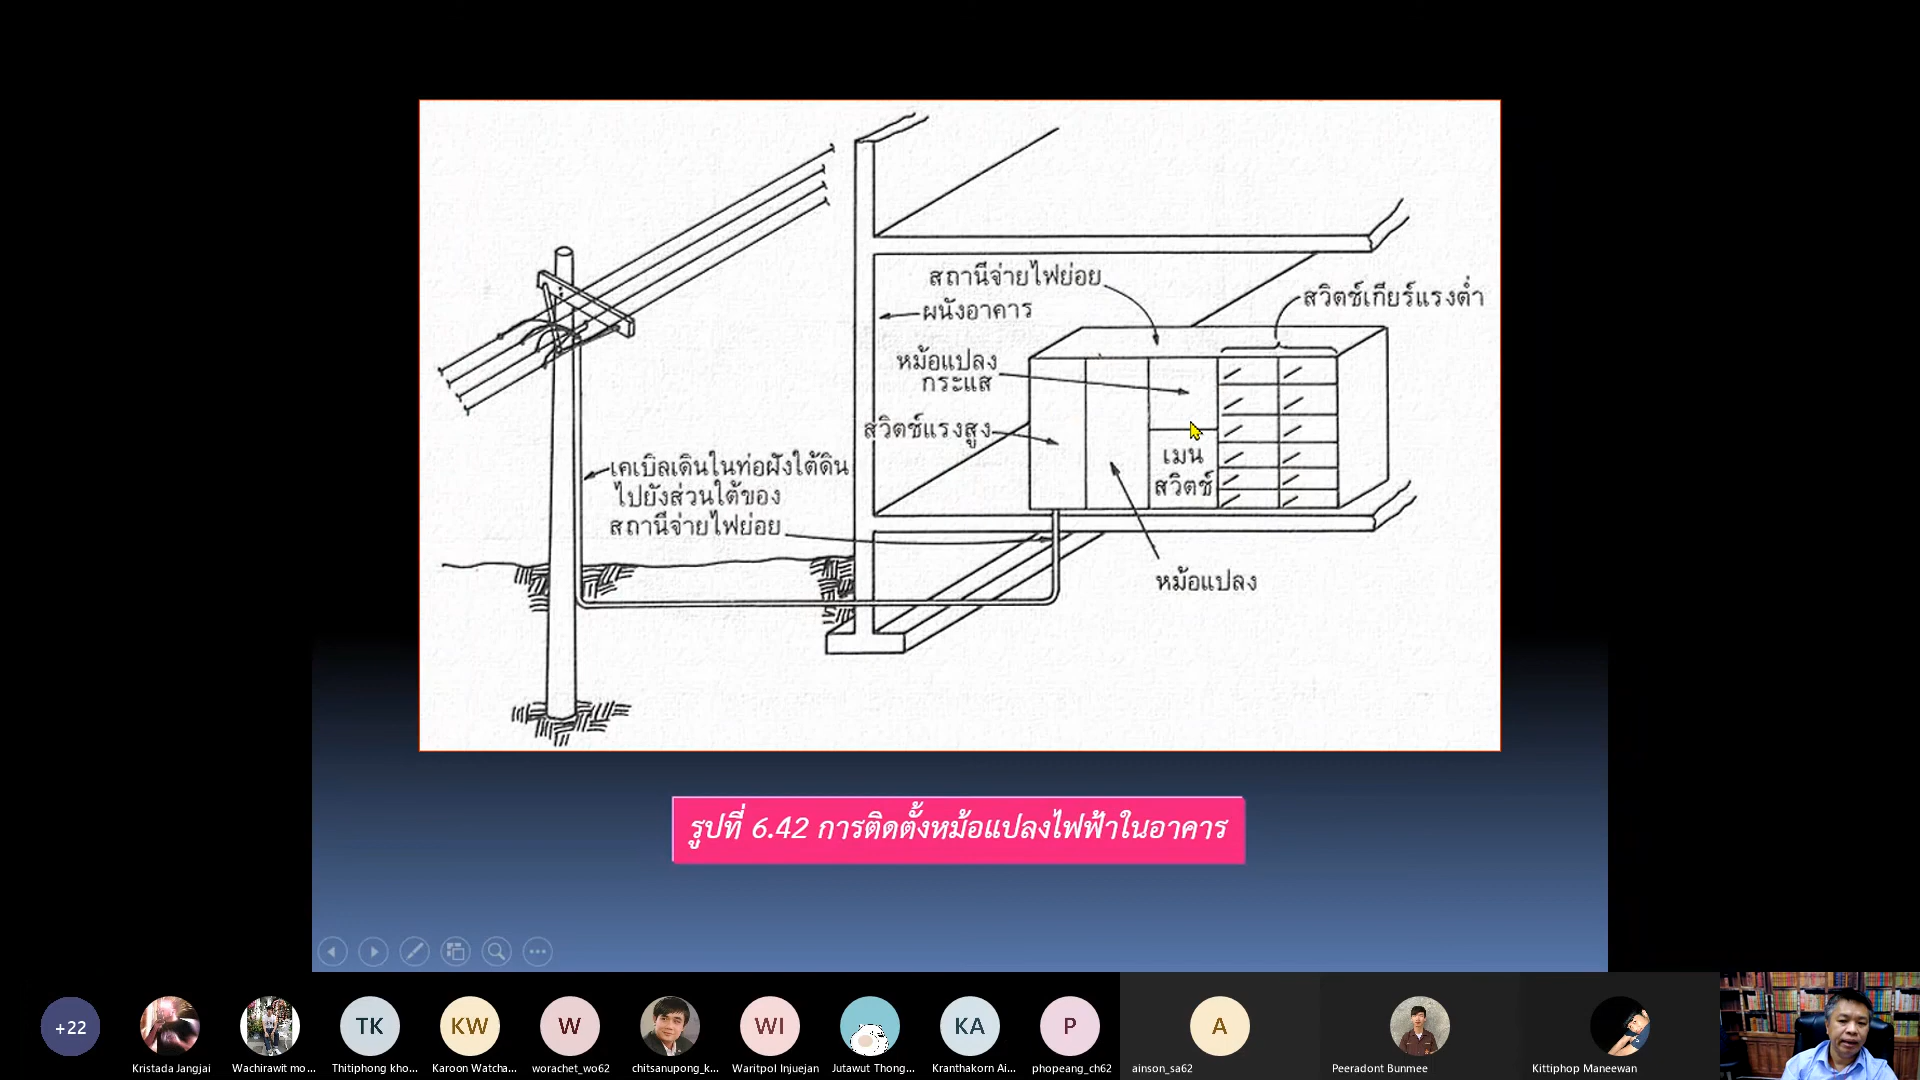 สถานีจ่ายไฟย่อย
สวิตช์เกียร์แรงต่ำ
ผนังอาคาร
หม้อแปลง
กระแส
สวิตช์แรงสูง
เมน
สวิตช์
เคเบิลเดินในท่อฝังใต้ดิน
ไปยังส่วนใต้ของ
สถานีจ่ายไฟย่อย
หม้อแปลง
รูปที่ 6.42 การติดตั้งหม้อแปลงไฟฟ้าในอาคาร
+22
TK
KW
W
WI
KA
P
A
Kristada Jangjai
Wachirawit mo...
Thitiphong kho...
Karoon Watcha...
worachet_wo62
chitsanupong_k...
Waritpol Injuejan
Jutawut Thong...
Kranthakorn Ai...
phopeang_ch62
ainson_sa62
Peeradont Bunmee
Kittiphop Maneewan